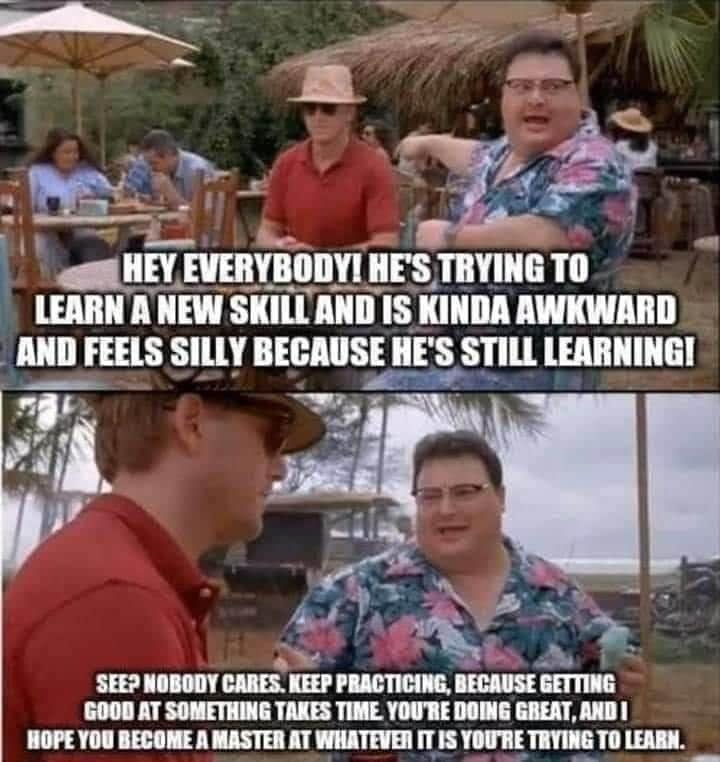 HEY EVERYBODY! HE'S TRYING TO
LEARN A NEW SKILL AND IS KINDA AWKWARD
AND FEELS SILLY BECAUSE HE'S STILL LEARNING!
SEE? NOBODY CARES. KEEP PRACTICING, BECAUSE GETTING
GOOD AT SOMETHING TAKES TIME. YOU'RE DOING GREAT, AND I
HOPE YOU BECOME A MASTER AT WHATEVER IT IS YOU'RE TRYING TO LEARN.